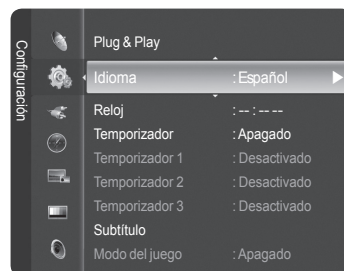 Configuración
Plug & Play
Idioma : Español
Reloj : -- : -- --
Temporizador : Apagado
Temporizador 1 : Desactivado
Temporizador 2 : Desactivado
Temporizador 3 : Desactivado
Subtítulo
Modo del juego : Apagado